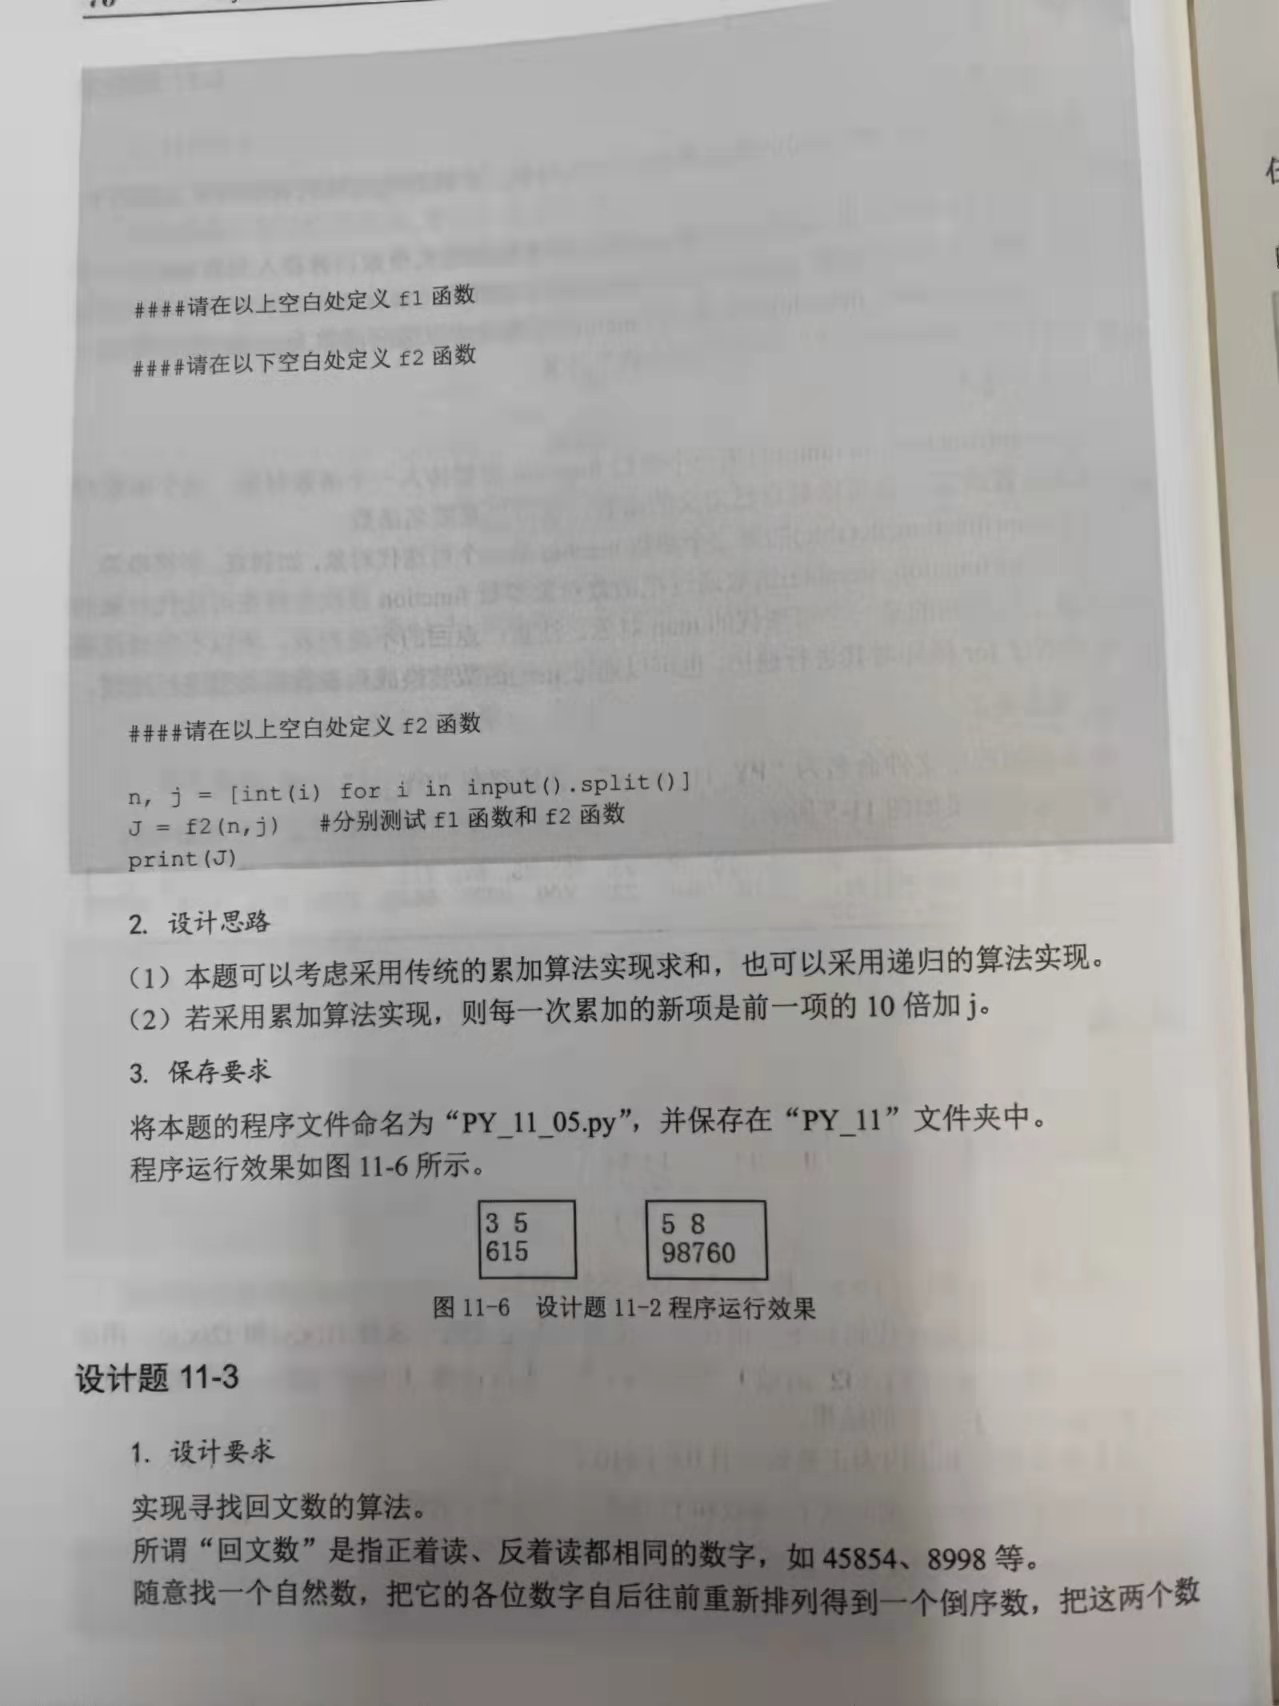 ####请在以上空白处定义 f1 函数
####请在以下空白处定义 f2 函数
####请在以上空白处定义 f2 函数
n, j = [int(i) for i in input().split()]
J = f2(n,j)   #分别测试 f1 函数和 f2 函数
print(J)
2. 设计思路
（1）本题可以考虑采用传统的累加算法实现求和，也可以采用递归的算法实现。
（2）若采用累加算法实现，则每一次累加的新项是前一项的 10 倍加 j。
3. 保存要求
将本题的程序文件命名为“PY_11_05.py”，并保存在“PY_11”文件夹中。
程序运行效果如图 11-6 所示。
3 5
615
5 8
98760
图 11-6 设计题 11-2 程序运行效果
设计题 11-3
1. 设计要求
实现寻找回文数的算法。
所谓“回文数”是指正着读、反着读都相同的数字，如 45854、8998 等。
随意找一个自然数，把它的各位数字自后往前重新排列得到一个倒序数，把这两个数